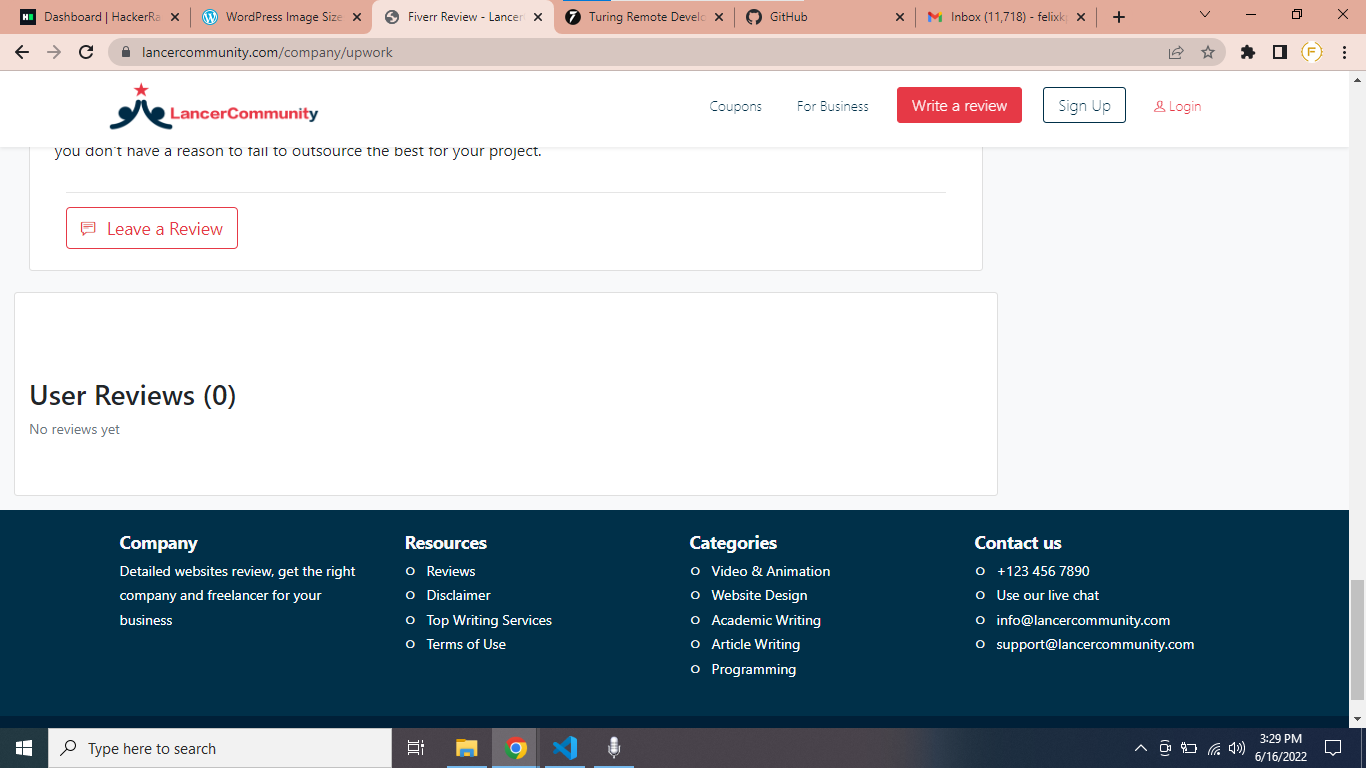 Dashboard | HackerRa
WordPress Image Size
Fiverr Review - Lancer
Turing Remote Develo
GitHub
Inbox (11,718) - felixkp
lancercommunity.com/company/upwork
F
LancerCommunity
Coupons
For Business
Write a review
Sign Up
Login
you don't have a reason to fail to outsource the best for your project.
Leave a Review
User Reviews (0)
No reviews yet
Company
Detailed websites review, get the right
company and freelancer for your
business
Resources
Reviews
Disclaimer
Top Writing Services
Terms of Use
Categories
Video & Animation
Website Design
Academic Writing
Article Writing
Programming
Contact us
+123 456 7890
Use our live chat
info@lancercommunity.com
support@lancercommunity.com
Type here to search
3:29 PM
6/16/2022